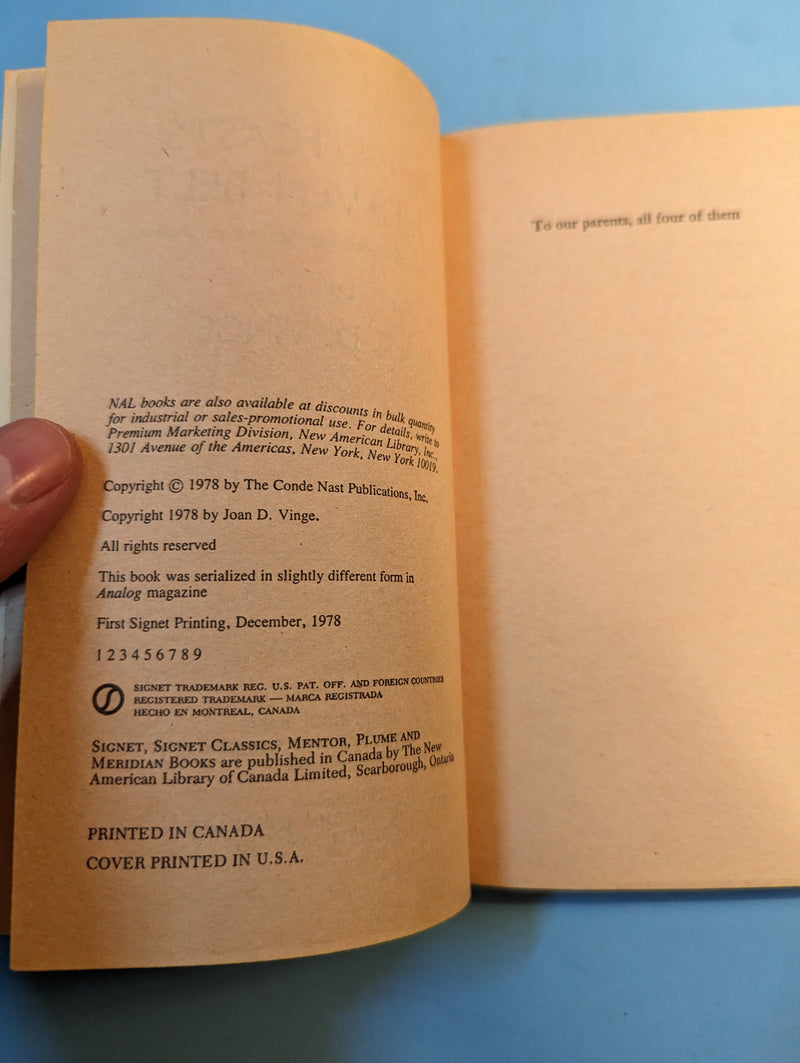 NAL books are also available at discounts in bulk quantity
for industrial or sales-promotional use. For details, write to
Premium Marketing Division, New American Library, Inc.,
1301 Avenue of the Americas, New York, New York 10019.
Copyright © 1978 by The Conde Nast Publications, Inc.
Copyright 1978 by Joan D. Vinge.
All rights reserved
This book was serialized in slightly different form in
Analog magazine
First Signet Printing, December, 1978
1 2 3 4 5 6 7 8 9
SIGNET TRADEMARK REG. U.S. PAT. OFF. AND FOREIGN COUNTRIES
REGISTERED TRADEMARK — MARCA REGISTRADA
HECHO EN MONTREAL, CANADA
SIGNET, SIGNET CLASSICS, MENTOR, PLUME AND
MERIDIAN BOOKS are published in Canada by The New
American Library of Canada Limited, Scarborough, Ontario
PRINTED IN CANADA
COVER PRINTED IN U.S.A.
To our parents, all four of them